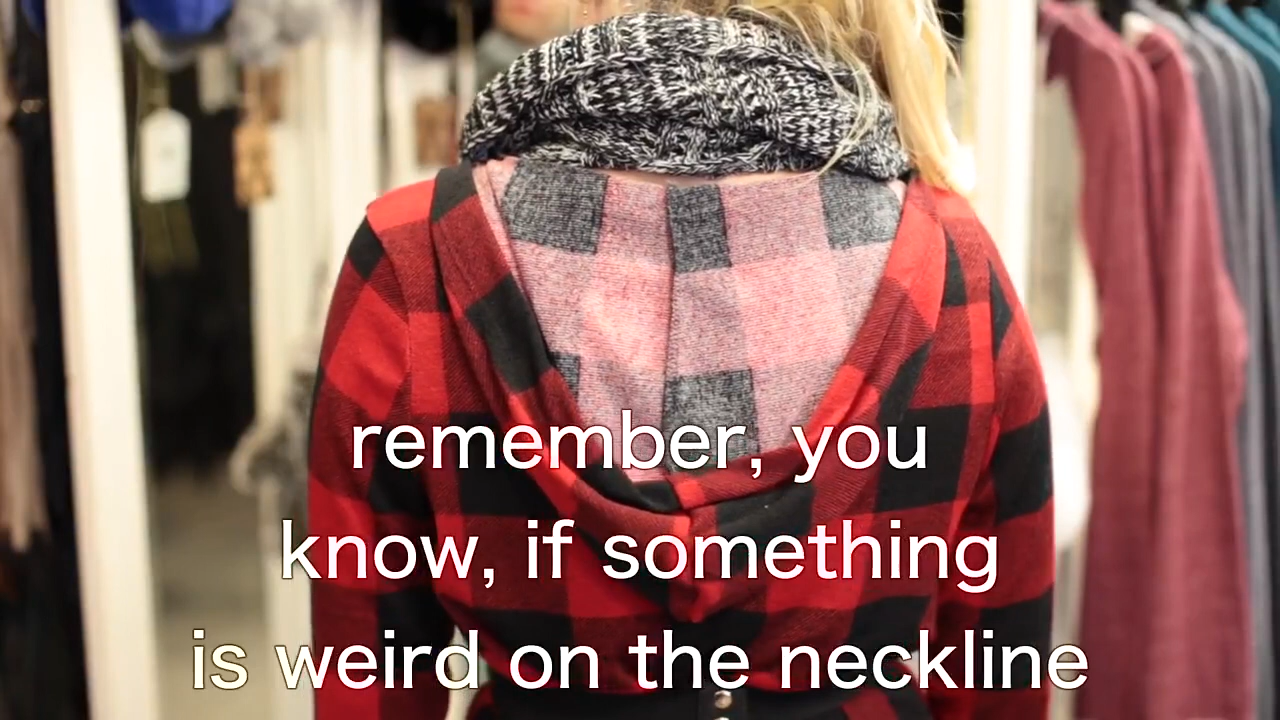 remember, you
know, if something
is weird on the neckline